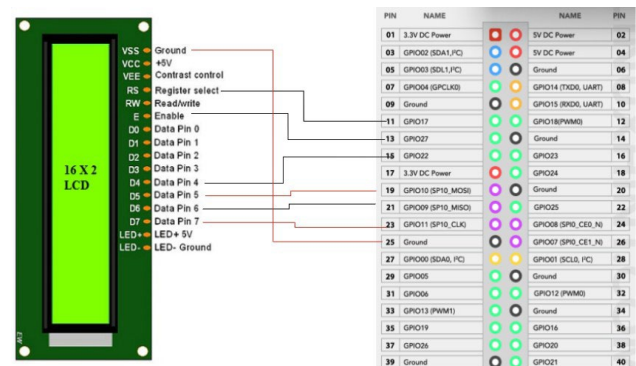 16 X 2
LCD
VSS Ground
VCC +5V
VEE Contrast control
RS Register select
RW Read/write
E Enable
D0 Data Pin 0
D1 Data Pin 1
D2 Data Pin 2
D3 Data Pin 3
D4 Data Pin 4
D5 Data Pin 5
D6 Data Pin 6
D7 Data Pin 7
LED+ LED+ 5V
LED- LED- Ground
EW
PIN NAME NAME PIN
01 3.3V DC Power 5V DC Power 02
03 GPIO02 (SDA1,I²C) 5V DC Power 04
05 GPIO03 (SDL1,I²C) Ground 06
07 GPIO04 (GPCLK0) GPIO14 (TXD0, UART) 08
09 Ground GPIO15 (RXD0, UART) 10
11 GPIO17 GPIO18(PWM0) 12
13 GPIO27 Ground 14
15 GPIO22 GPIO23 16
17 3.3V DC Power GPIO24 18
19 GPIO10 (SP10_MOSI) Ground 20
21 GPIO09 (SP10_MISO) GPIO25 22
23 GPIO11 (SP10_CLK) GPIO08 (SPI0_CE0_N) 24
25 Ground GPIO07 (SPI0_CE1_N) 26
27 GPIO00 (SDA0, I²C) GPIO01 (SCL0, I²C) 28
29 GPIO05 Ground 30
31 GPIO06 GPIO12 (PWM0) 32
33 GPIO13 (PWM1) Ground 34
35 GPIO19 GPIO16 36
37 GPIO26 GPIO20 38
39 Ground GPIO21 40